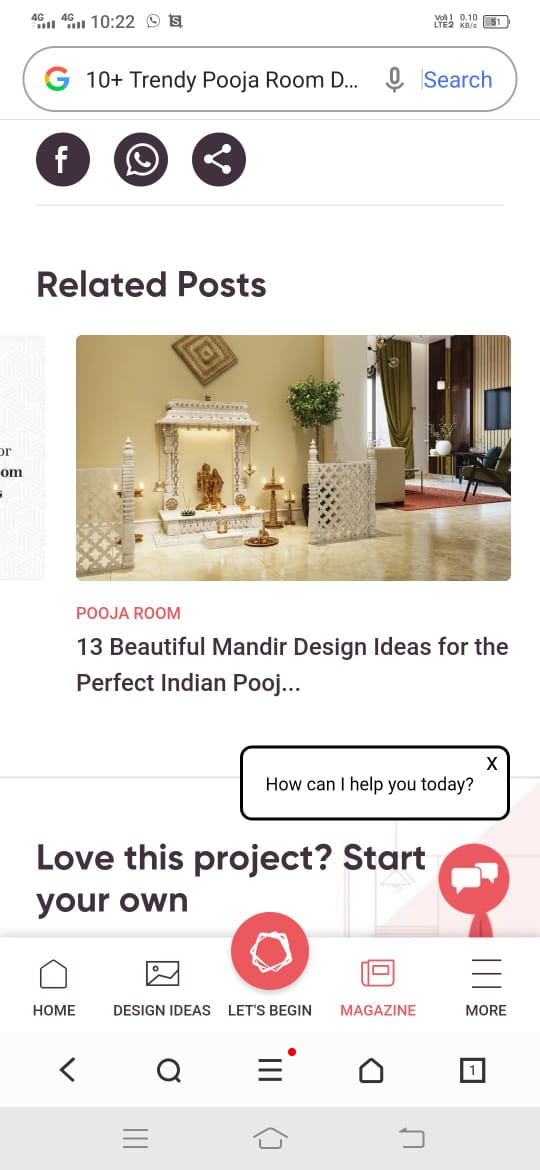 4G 4G 10:22 Vo) 1 LTE2 0.10 KB/s 51
10+ Trendy Pooja Room D... Search
Related Posts
or
om
s
POOJA ROOM
13 Beautiful Mandir Design Ideas for the
Perfect Indian Pooj...
X
How can I help you today?
Love this project? Start
your own
HOME DESIGN IDEAS LET'S BEGIN MAGAZINE MORE
1